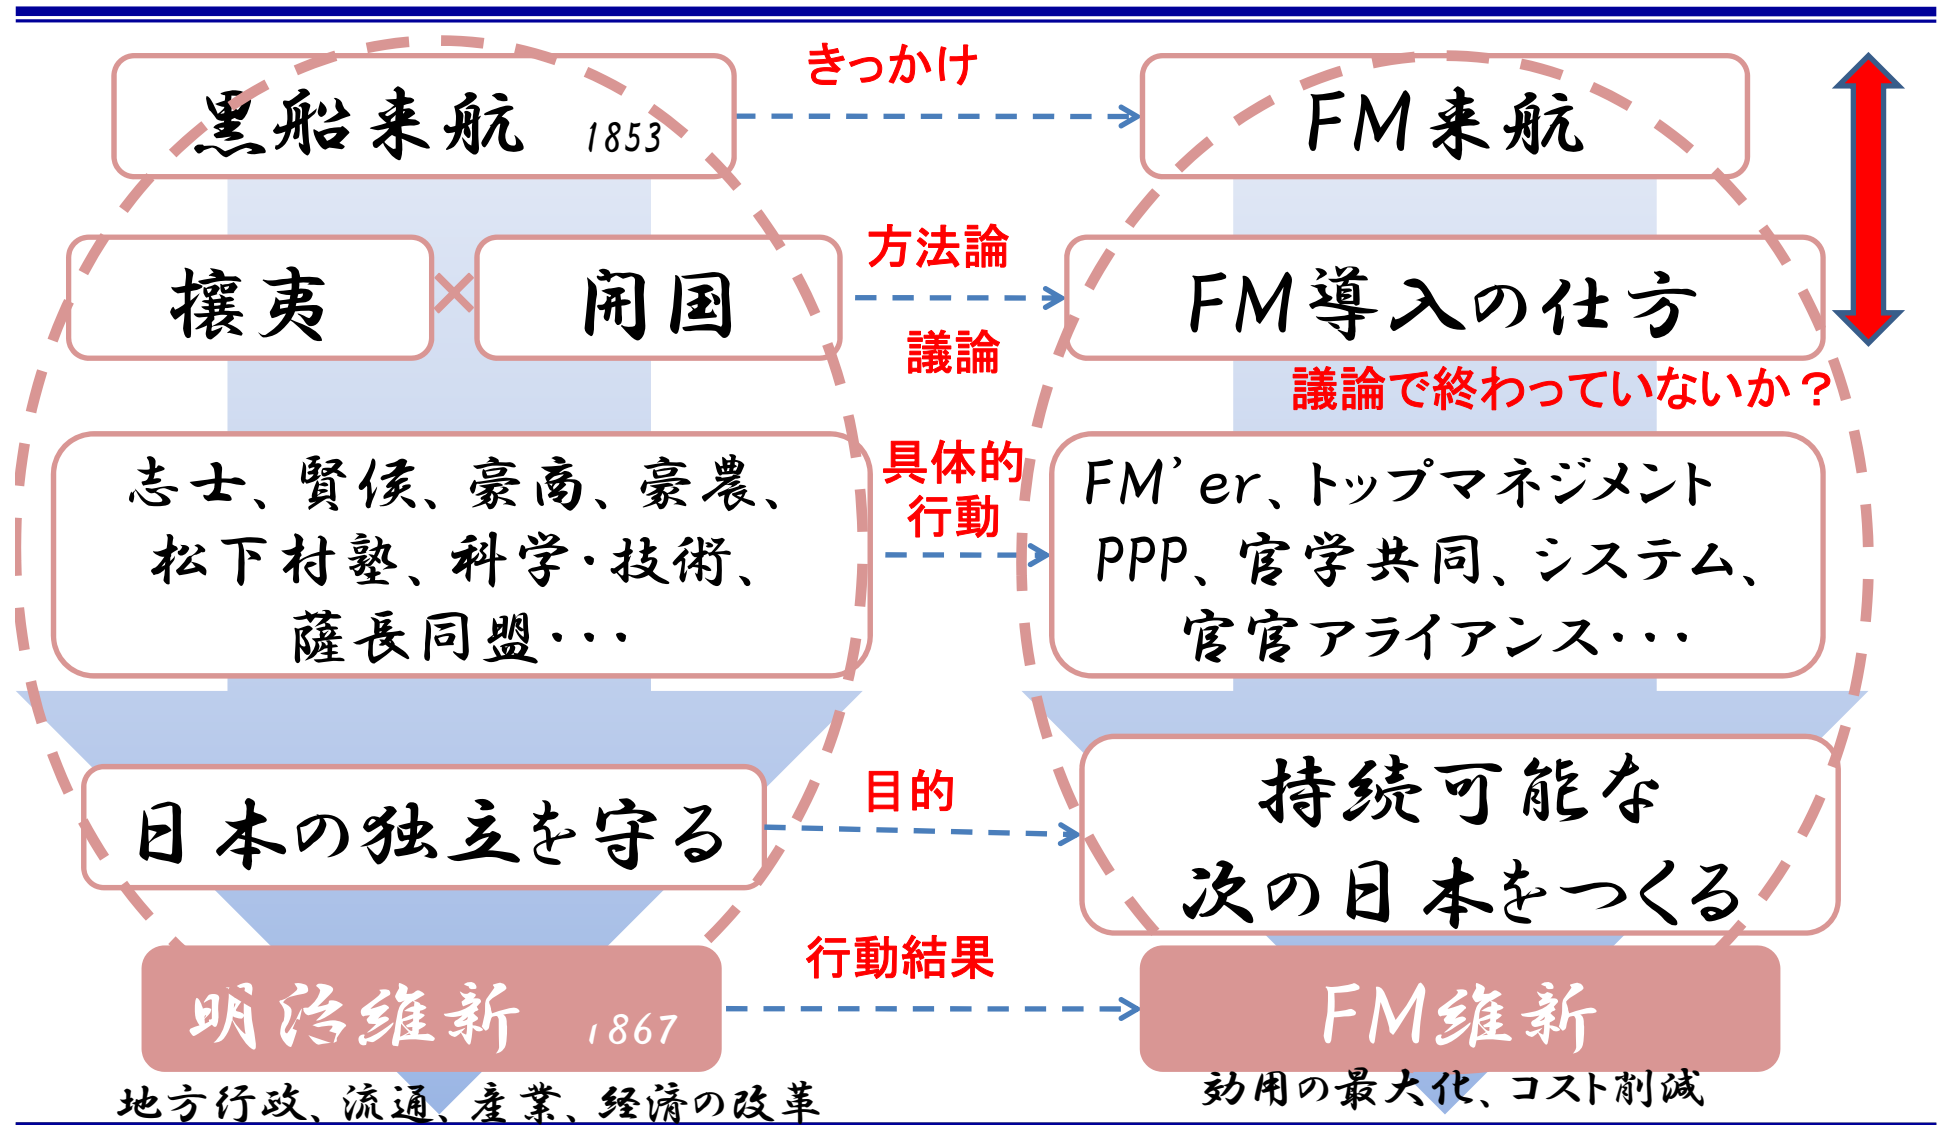 黒船来航 1853
きっかけ
FM来航
攘夷
開国
方法論
議論
FM導入の仕方
議論で終わっていないか?
志士、賢侯、豪商、豪農、
松下村塾、科学・技術、
薩長同盟・・・
具体的
行動
FM'er、トップマネジメント
PPP、官学共同、システム、
官官アライアンス・・・
日本の独立を守る
目的
持続可能な
次の日本をつくる
明治維新 1867
行動結果
FM維新
地方行政、流通、産業、経済の改革
効用の最大化、コスト削減